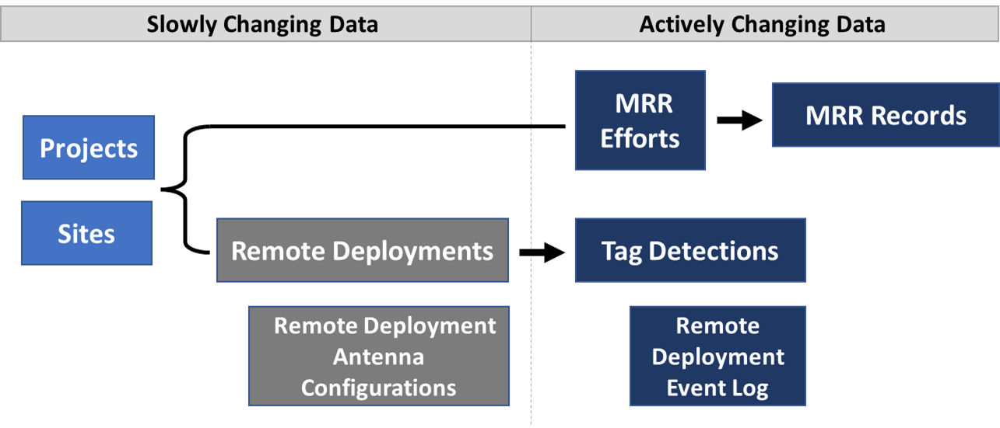 Slowly Changing Data
Actively Changing Data
Projects
Sites
MRR
Efforts
MRR Records
Remote Deployments
Tag Detections
Remote Deployment
Antenna
Configurations
Remote
Deployment
Event Log